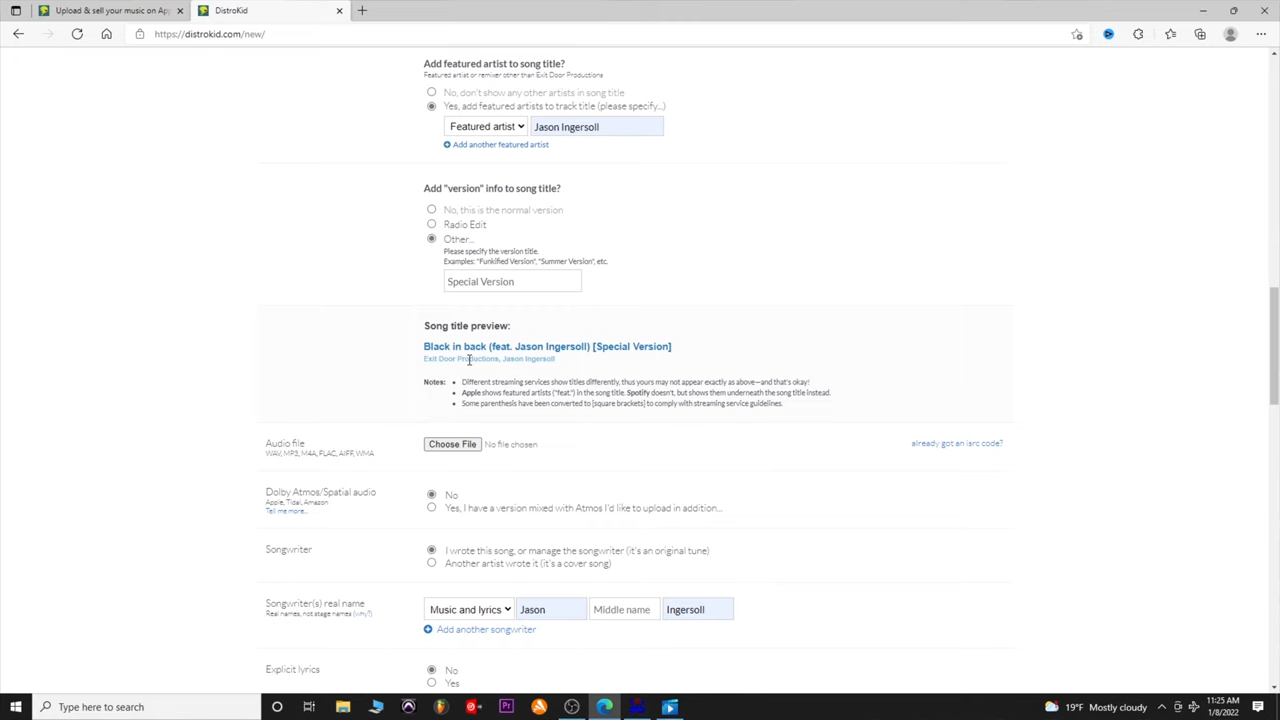 Upload & sell your music on Ap
DistroKid
https://distrokid.com/new/
Add featured artist to song title?
Featured artist or remixer other than Exit Door Productions
No, don't show any other artists in song title
Yes, add featured artists to track title (please specify...)
Featured artist
Jason Ingersoll
Add another featured artist
Add "version" info to song title?
No, this is the normal version
Radio Edit
Other...
Please specify the version title.
Examples: "Funkified Version", "Summer Version", etc.
Special Version
Song title preview:
Black in back (feat. Jason Ingersoll) [Special Version]
Exit Door Productions, Jason Ingersoll
Notes: • Different streaming services show titles differently, thus yours may not appear exactly as above—and that's okay!
• Apple shows featured artists ("feat.") in the song title. Spotify doesn't, but shows them underneath the song title instead.
• Some parenthesis have been converted to [square brackets] to comply with streaming service guidelines.
Audio file
WAV, MP3, M4A, FLAC, AIFF, WMA
Choose File No file chosen
already got an isrc code?
Dolby Atmos/Spatial audio
Apple, Tidal, Amazon
Tell me more...
No
Yes, I have a version mixed with Atmos I'd like to upload in addition...
Songwriter
I wrote this song, or manage the songwriter (it's an original tune)
Another artist wrote it (it's a cover song)
Songwriter(s) real name
Real names, not stage names (why?)
Music and lyrics Jason Middle name Ingersoll
Add another songwriter
Explicit lyrics
No
Yes
Type here to search
19°F Mostly cloudy
11:25 AM
1/8/2022